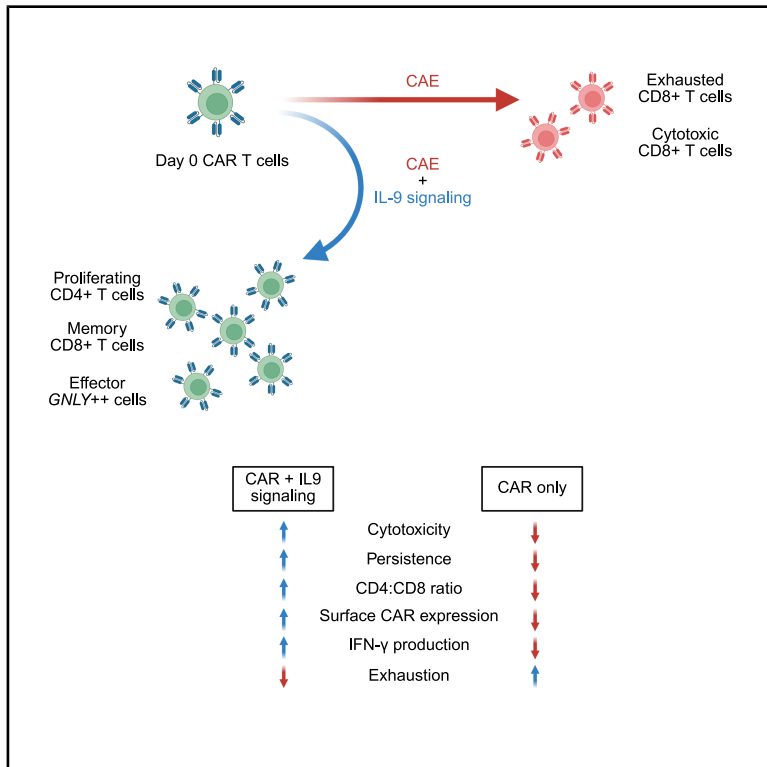 CAE
Exhausted
CD8+ T cells
Cytotoxic
CD8+ T cells
Day 0 CAR T cells
CAE
+
IL-9 signaling
Proliferating
CD4+ T cells
Memory
CD8+ T cells
Effector
GNLY++ cells
CAR + IL9
signaling
CAR only
Cytotoxicity
Persistence
CD4:CD8 ratio
Surface CAR expression
IFN-γ production
Exhaustion